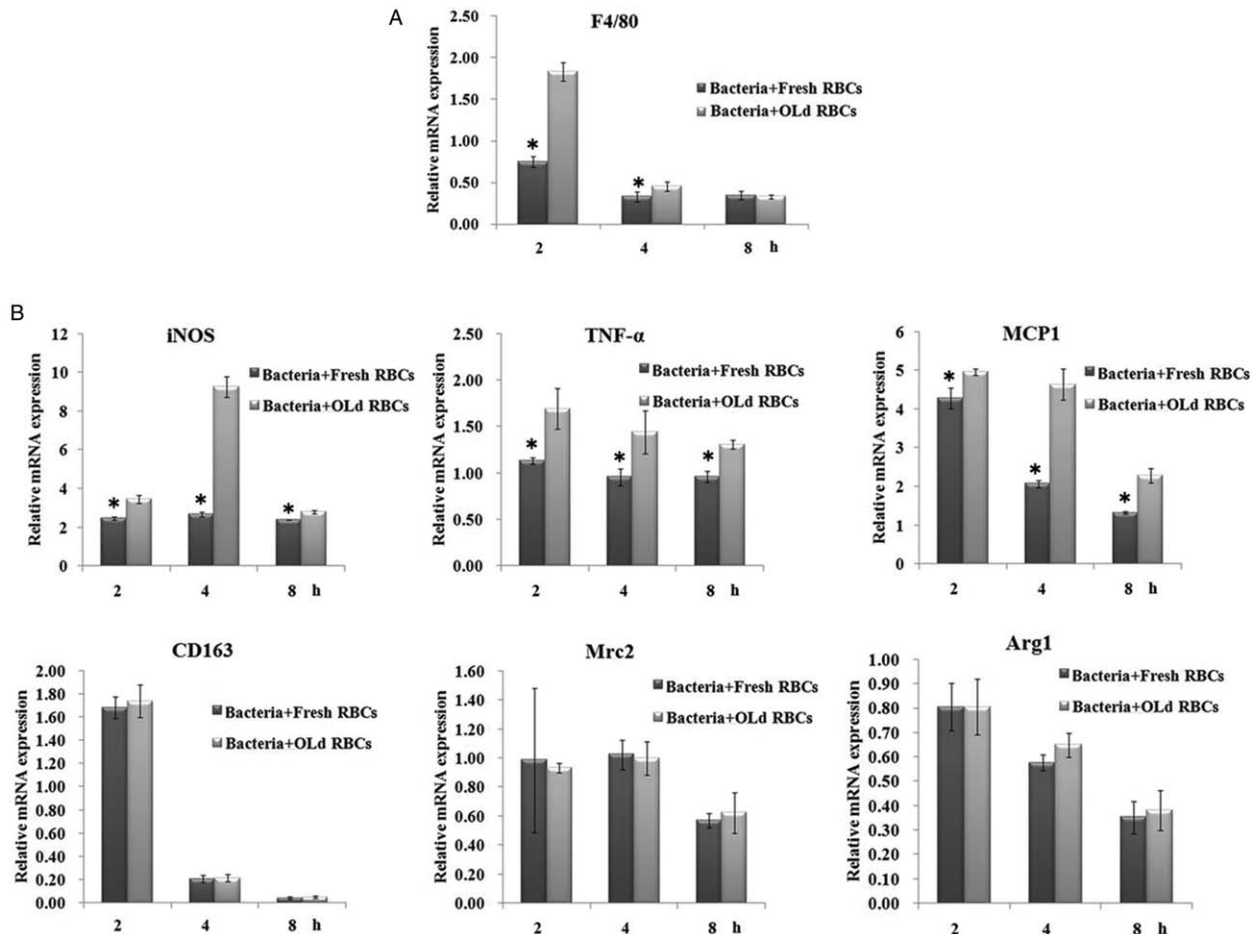 A
F4/80
Relative mRNA expression
2.50
2.00
1.50
1.00
0.50
0.00
*
*
Bacteria+Fresh RBCs
Bacteria+OLd RBCs
2 4 8 h
B
iNOS
Relative mRNA expression
12
10
8
6
4
2
0
*
*
*
Bacteria+Fresh RBCs
Bacteria+OLd RBCs
2 4 8 h
TNF-α
Relative mRNA expression
2.50
2.00
1.50
1.00
0.50
0.00
*
*
*
Bacteria+Fresh RBCs
Bacteria+OLd RBCs
2 4 8 h
MCP1
Relative mRNA expression
6
5
4
3
2
1
0
*
*
*
Bacteria+Fresh RBCs
Bacteria+OLd RBCs
2 4 8 h
CD163
Relative mRNA expression
2.00
1.80
1.60
1.40
1.20
1.00
0.80
0.60
0.40
0.20
0.00
Bacteria+Fresh RBCs
Bacteria+OLd RBCs
2 4 8 h
Mrc2
Relative mRNA expression
1.60
1.40
1.20
1.00
0.80
0.60
0.40
0.20
0.00
Bacteria+Fresh RBCs
Bacteria+OLd RBCs
2 4 8 h
Arg1
Relative mRNA expression
1.00
0.90
0.80
0.70
0.60
0.50
0.40
0.30
0.20
0.10
0.00
Bacteria+Fresh RBCs
Bacteria+OLd RBCs
2 4 8 h